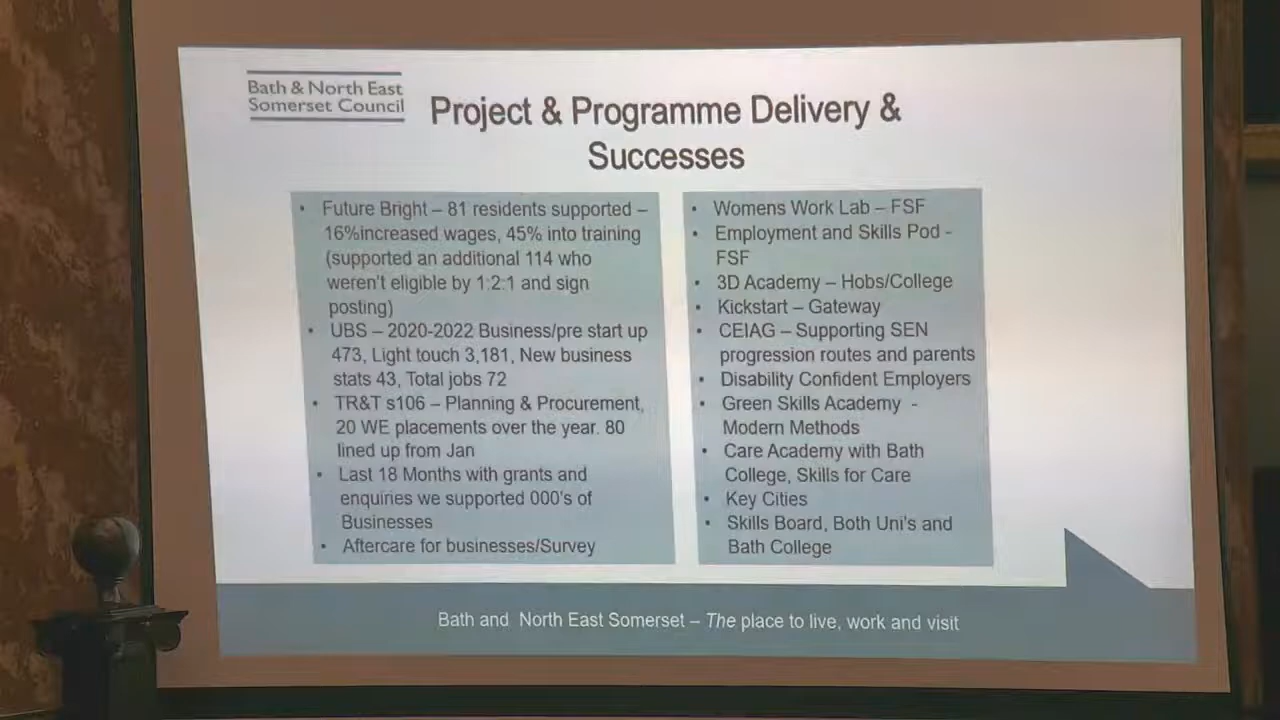 Bath & North East
Somerset Council
Project & Programme Delivery &
Successes
• Future Bright – 81 residents supported –
16%increased wages, 45% into training
(supported an additional 114 who
weren't eligible by 1:2:1 and sign
posting)
• UBS – 2020-2022 Business/pre start up
473, Light touch 3,181, New business
stats 43, Total jobs 72
• TR&T s106 – Planning & Procurement,
20 WE placements over the year. 80
lined up from Jan
• Last 18 Months with grants and
enquiries we supported 000's of
Businesses
• Aftercare for businesses/Survey
• Womens Work Lab – FSF
• Employment and Skills Pod -
FSF
• 3D Academy – Hobs/College
• Kickstart – Gateway
• CEIAG – Supporting SEN
progression routes and parents
• Disability Confident Employers
• Green Skills Academy -
Modern Methods
• Care Academy with Bath
College, Skills for Care
• Key Cities
• Skills Board, Both Uni's and
Bath College
Bath and North East Somerset – The place to live, work and visit